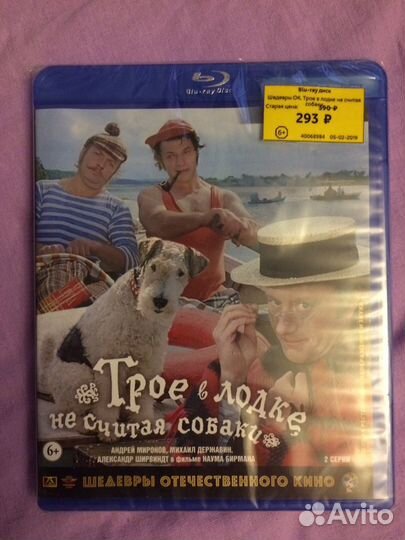 Blu-ray Disc
Blu-ray диск
Шедевры ОК. Трое в лодке не считая
собаки
Старая цена: 390 ₽
293 ₽
6+
40068984 05-02-2019
Трое в лодке,
не считая собаки
6+
АНДРЕЙ МИРОНОВ, МИХАИЛ ДЕРЖАВИН,
АЛЕКСАНДР ШИРВИНДТ В ФИЛЬМЕ НАУМА БИРМАНА
2 СЕРИИ
ШЕДЕВРЫ ОТЕЧЕСТВЕННОГО КИНО
Avito